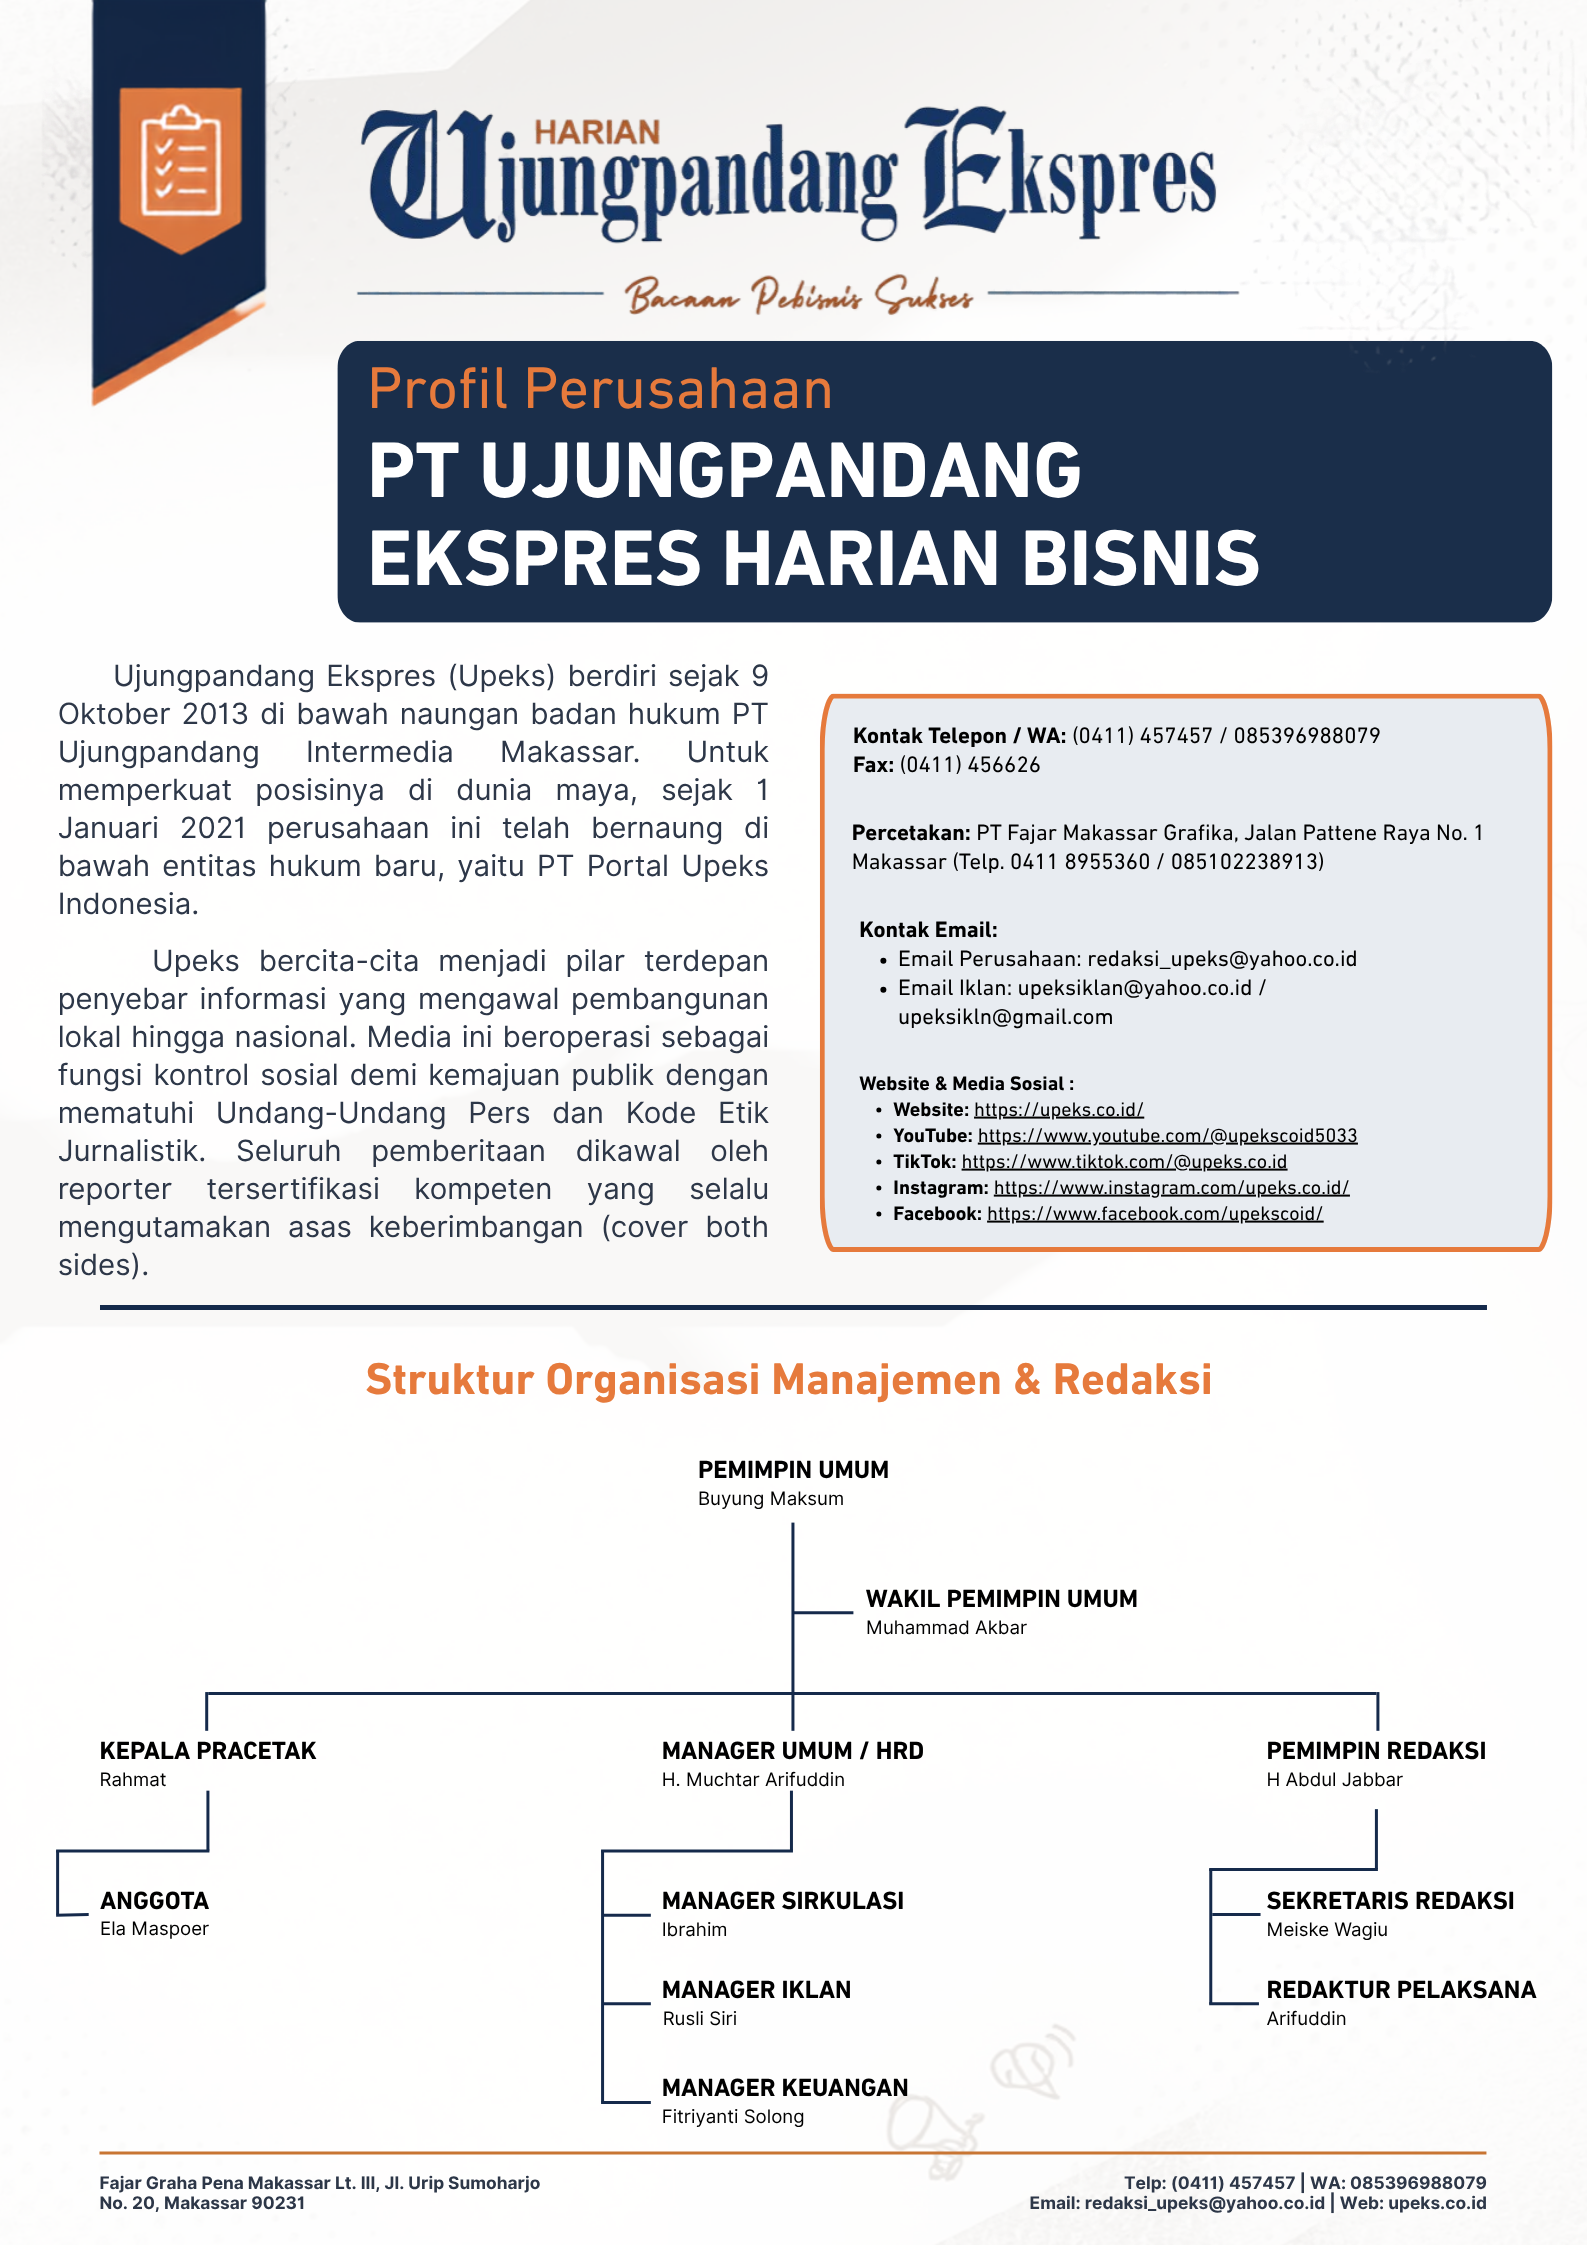 HARIAN
Ujungpandang Ekspres
Bacaan Pebisnis Sukses
Profil Perusahaan
PT UJUNGPANDANG
EKSPRES HARIAN BISNIS
Ujungpandang Ekspres (Upeks) berdiri sejak 9
Oktober 2013 di bawah naungan badan hukum PT
Ujungpandang Intermedia Makassar. Untuk
memperkuat posisinya di dunia maya, sejak 1
Januari 2021 perusahaan ini telah bernaung di
bawah entitas hukum baru, yaitu PT Portal Upeks
Indonesia.
Upeks bercita-cita menjadi pilar terdepan
penyebar informasi yang mengawal pembangunan
lokal hingga nasional. Media ini beroperasi sebagai
fungsi kontrol sosial demi kemajuan publik dengan
mematuhi Undang-Undang Pers dan Kode Etik
Jurnalistik. Seluruh pemberitaan dikawal oleh
reporter tersertifikasi kompeten yang selalu
mengutamakan asas keberimbangan (cover both
sides).
Kontak Telepon / WA: (0411) 457457 / 085396988079
Fax: (0411) 456626
Percetakan: PT Fajar Makassar Grafika, Jalan Pattene Raya No. 1
Makassar (Telp. 0411 8955360 / 085102238913)
Kontak Email:
• Email Perusahaan: redaksi_upeks@yahoo.co.id
• Email Iklan: upeksiklan@yahoo.co.id /
upeksikln@gmail.com
Website & Media Sosial :
• Website: https://upeks.co.id/
• YouTube: https://www.youtube.com/@upekscoid5033
• TikTok: https://www.tiktok.com/@upeks.co.id
• Instagram: https://www.instagram.com/upeks.co.id/
• Facebook: https://www.facebook.com/upekscoid/
Struktur Organisasi Manajemen & Redaksi
PEMIMPIN UMUM
Buyung Maksum
WAKIL PEMIMPIN UMUM
Muhammad Akbar
KEPALA PRACETAK
Rahmat
ANGGOTA
Ela Maspoer
MANAGER UMUM / HRD
H. Muchtar Arifuddin
MANAGER SIRKULASI
Ibrahim
MANAGER IKLAN
Rusli Siri
MANAGER KEUANGAN
Fitriyanti Solong
PEMIMPIN REDAKSI
H Abdul Jabbar
SEKRETARIS REDAKSI
Meiske Wagiu
REDAKTUR PELAKSANA
Arifuddin
Fajar Graha Pena Makassar Lt. III, Jl. Urip Sumoharjo
No. 20, Makassar 90231
Telp: (0411) 457457 | WA: 085396988079
Email: redaksi_upeks@yahoo.co.id | Web: upeks.co.id